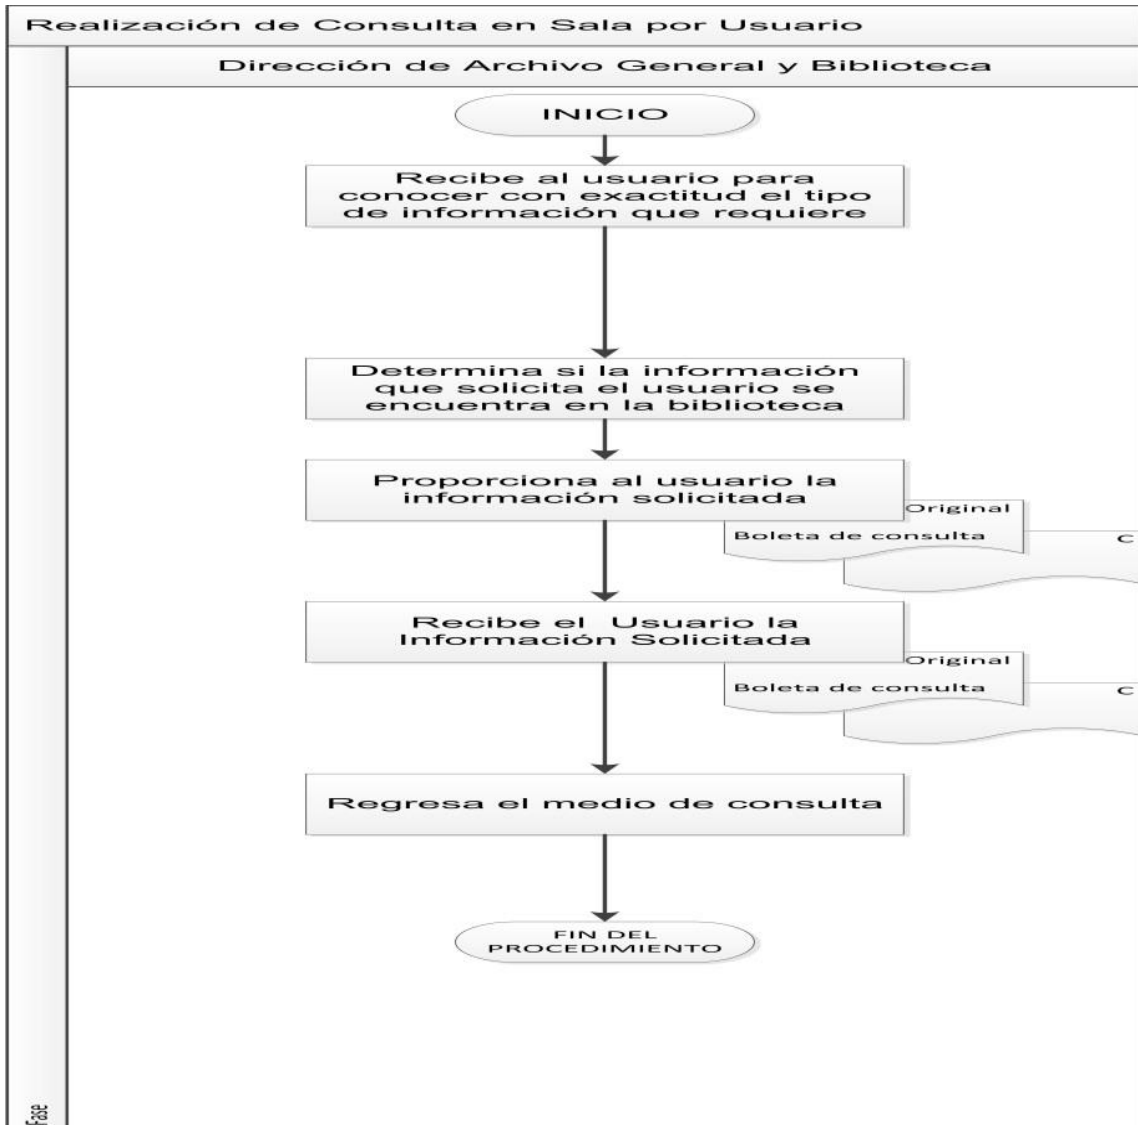 Realización de Consulta en Sala por Usuario
Dirección de Archivo General y Biblioteca
INICIO
Recibe al usuario para
conocer con exactitud el tipo
de información que requiere
Determina si la información
que solicita el usuario se
encuentra en la biblioteca
Proporciona al usuario la
información solicitada
Original
Boleta de consulta
C
Recibe el Usuario la
Información Solicitada
Original
Boleta de consulta
C
Regresa el medio de consulta
FIN DEL
PROCEDIMIENTO
Fase